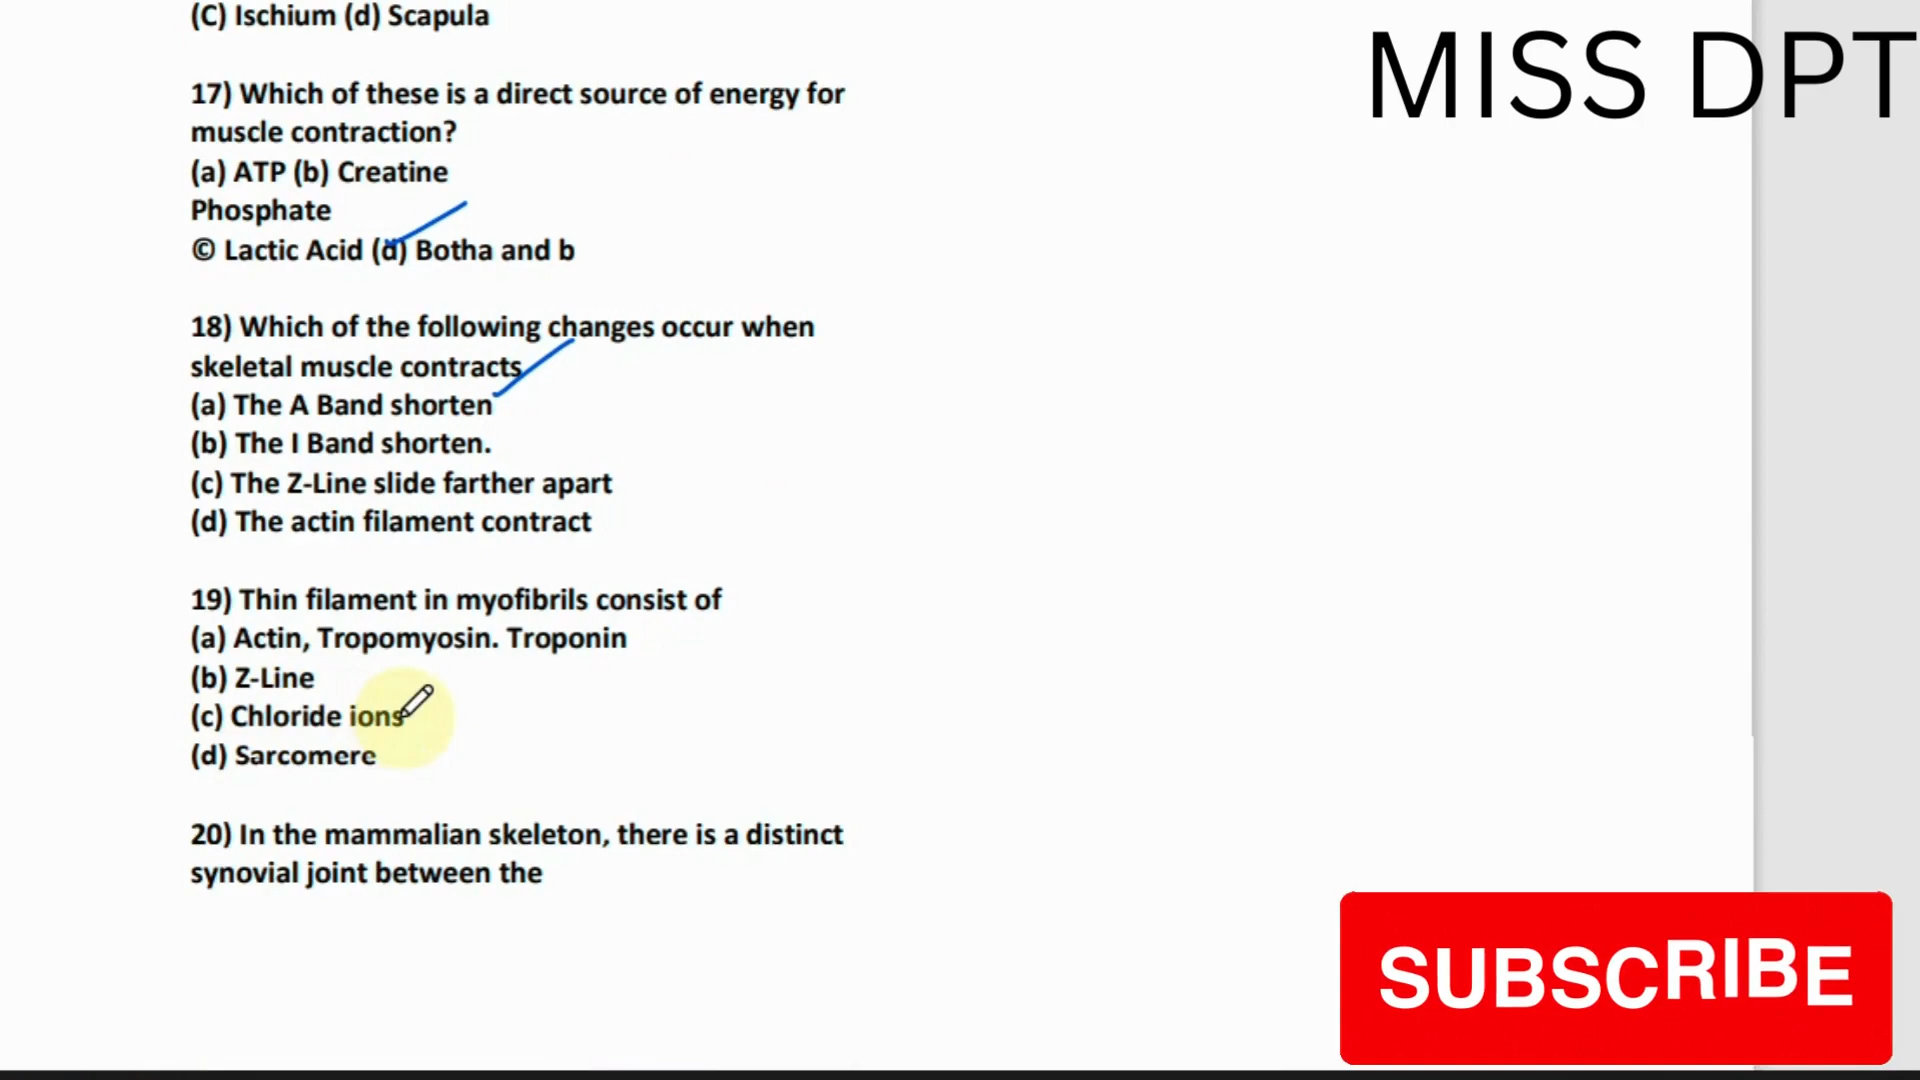 (C) Ischium (d) Scapula
MISS DPT
17) Which of these is a direct source of energy for
muscle contraction?
(a) ATP (b) Creatine
Phosphate
© Lactic Acid (d) Botha and b
18) Which of the following changes occur when
skeletal muscle contracts
(a) The A Band shorten
(b) The I Band shorten.
(c) The Z-Line slide farther apart
(d) The actin filament contract
19) Thin filament in myofibrils consist of
(a) Actin, Tropomyosin. Troponin
(b) Z-Line
(c) Chloride ions
(d) Sarcomere
20) In the mammalian skeleton, there is a distinct
synovial joint between the
SUBSCRIBE